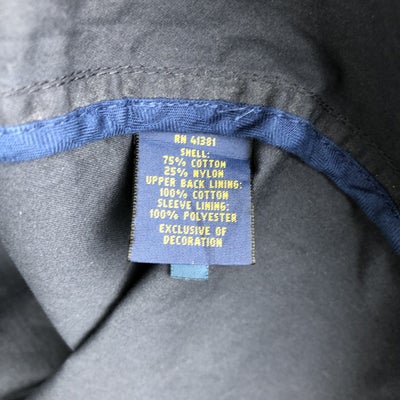 RN 41381
SHELL:
75% COTTON
25% NYLON
UPPER BACK LINING:
100% COTTON
SLEEVE LINING:
100% POLYESTER
EXCLUSIVE OF
DECORATION